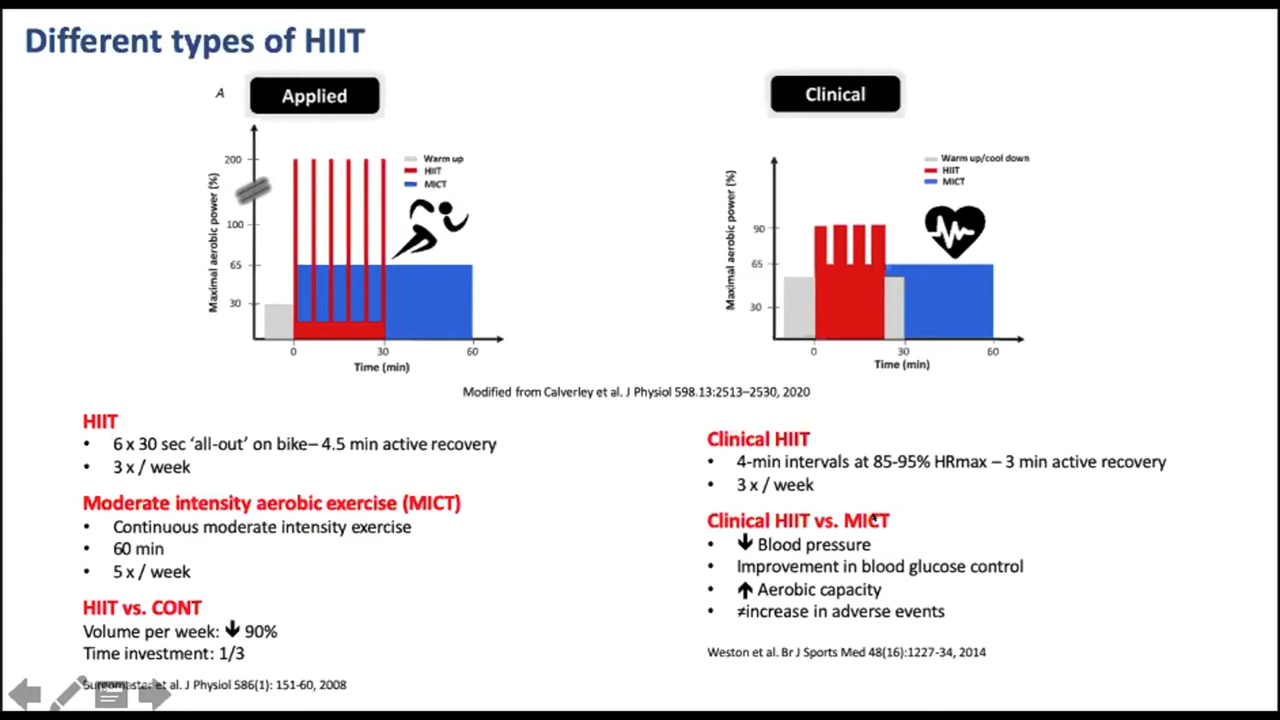 Different types of HIIT
A
Applied
200
100
65
30
Maximal aerobic power (%)
Warm up
HIIT
MICT
0
30
60
Time (min)
Clinical
90
65
30
Maximal aerobic power (%)
Warm up/cool down
HIIT
MICT
0
30
60
Time (min)
Modified from Calverley et al. J Physiol 598.13:2513–2530, 2020
HIIT
• 6 x 30 sec ‘all-out’ on bike– 4.5 min active recovery
• 3 x / week
Moderate intensity aerobic exercise (MICT)
• Continuous moderate intensity exercise
• 60 min
• 5 x / week
HIIT vs. CONT
Volume per week: ↓ 90%
Time investment: 1/3
Burgomaster et al. J Physiol 586(1): 151-60, 2008
Clinical HIIT
• 4-min intervals at 85-95% HRmax – 3 min active recovery
• 3 x / week
Clinical HIIT vs. MICT
• ↓ Blood pressure
• Improvement in blood glucose control
• ↑ Aerobic capacity
• ≠increase in adverse events
Weston et al. Br J Sports Med 48(16):1227-34, 2014